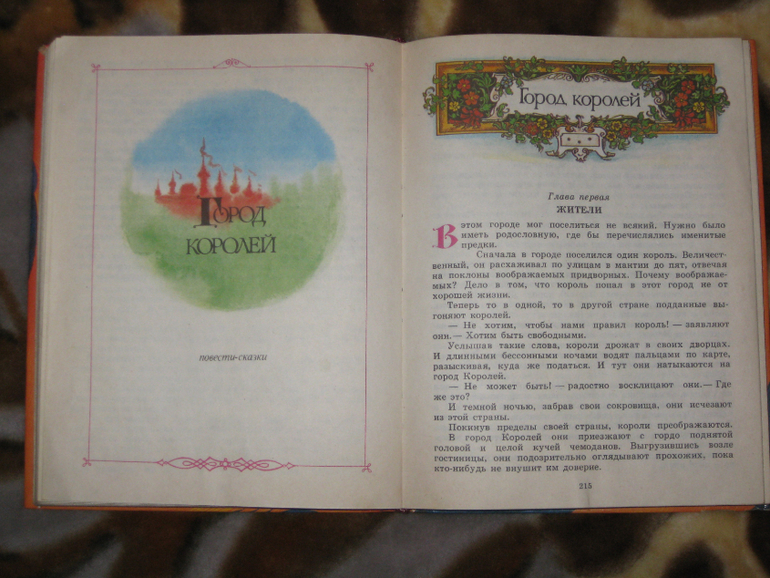 Город
королей
повести-сказки
Город королей
Глава первая
ЖИТЕЛИ
В этом городе мог поселиться не всякий. Нужно было
иметь родословную, где бы перечислялись именитые
предки.
Сначала в городе поселился один король. Величест-
венный, он расхаживал по улицам в мантии до пят, отвечая
на поклоны воображаемых придворных. Почему воображае-
мых? Дело в том, что король попал в этот город не от
хорошей жизни.
Теперь то в одной, то в другой стране подданные вы-
гоняют королей.
— Не хотим, чтобы нами правил король! — заявляют
они.— Хотим быть свободными.
Услышав такие слова, короли дрожат в своих дворцах.
И длинными бессонными ночами водят пальцами по карте,
разыскивая, куда же податься. И тут они натыкаются на
город Королей.
— Не может быть! — радостно восклицают они.— Где
же это?
И темной ночью, забрав свои сокровища, они исчезают
из этой страны.
Покинув пределы своей страны, короли преображаются.
В город Королей они приезжают с гордо поднятой
головой и целой кучей чемоданов. Выгрузившись возле
гостиницы, они подозрительно оглядывают прохожих, пока
кто-нибудь не внушит им доверие.
215